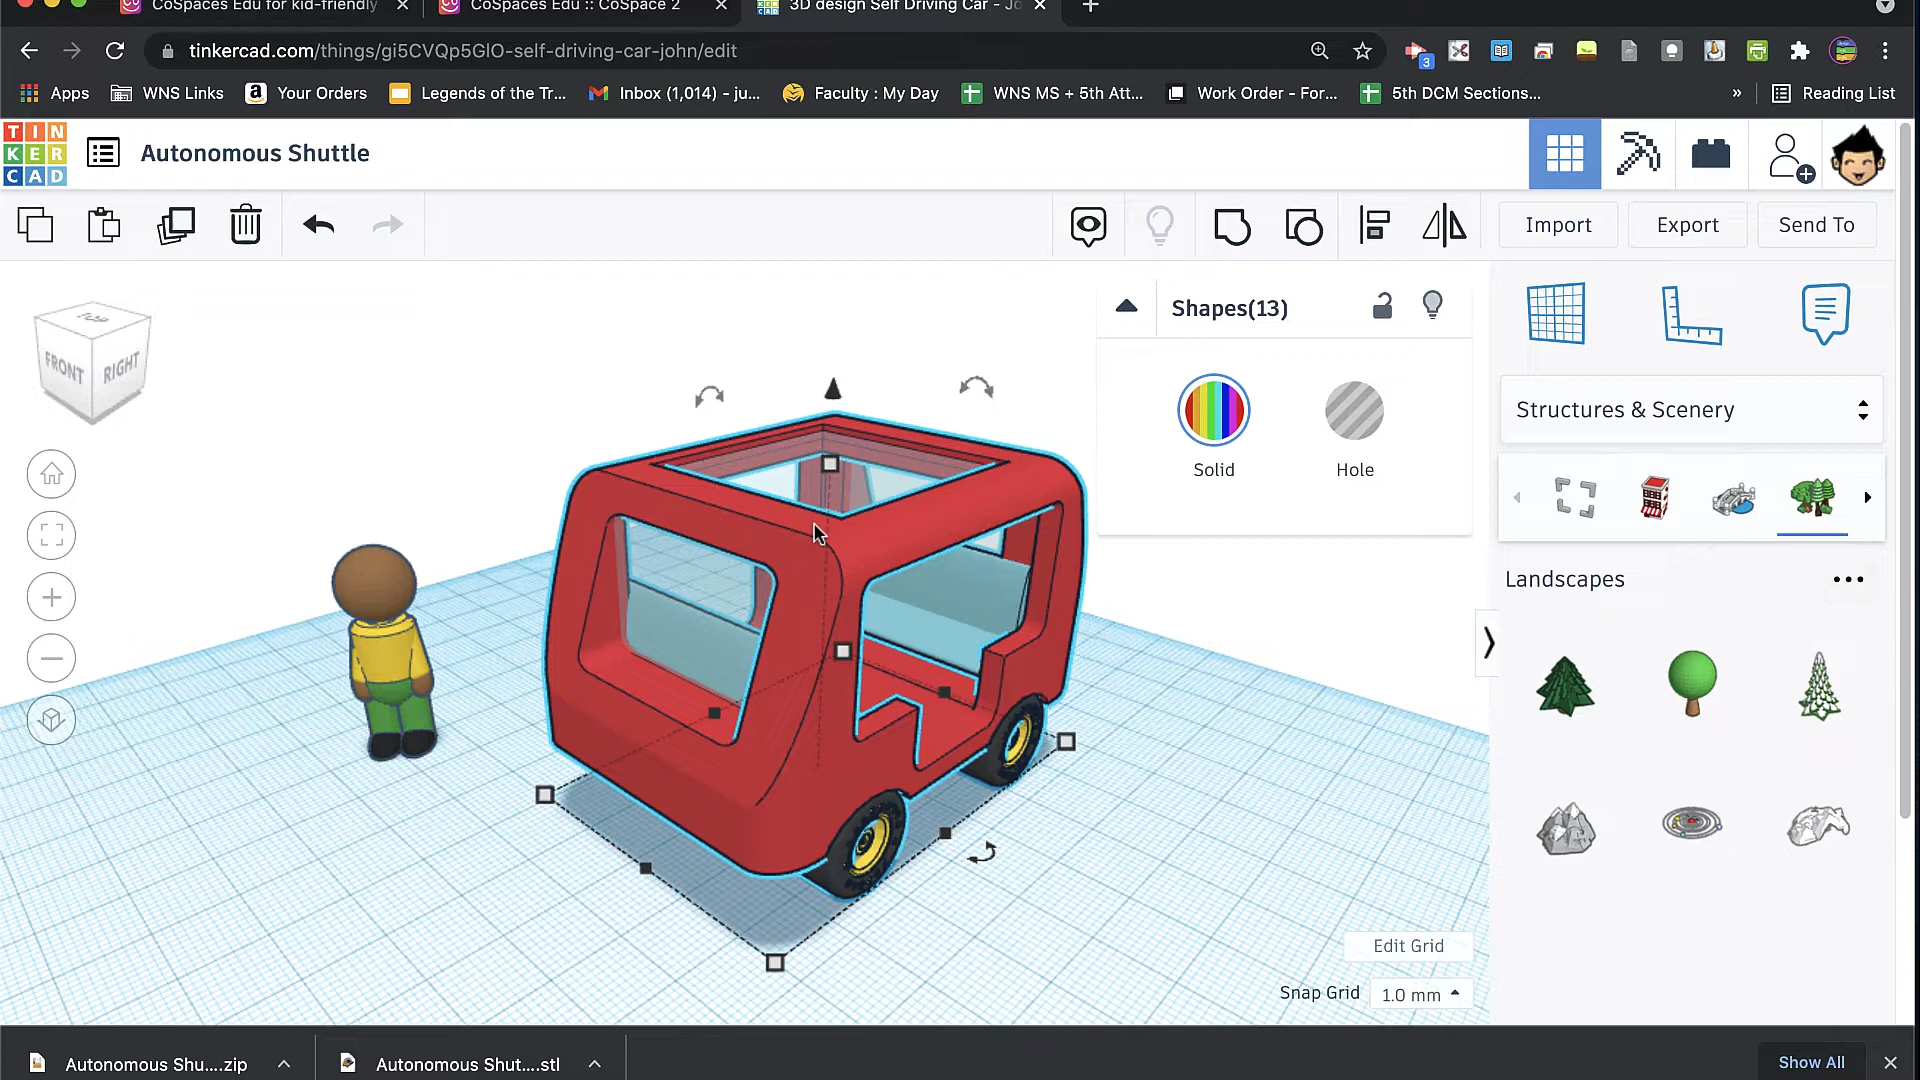 CoSpaces Edu for kid-friendly
CoSpaces Edu :: CoSpace 2
3D design Self Driving Car - Jo
tinkercad.com/things/gi5CVQp5GlO-self-driving-car-john/edit
3
Apps
WNS Links
Your Orders
Legends of the Tr...
Inbox (1,014) - ju...
Faculty : My Day
WNS MS + 5th Att...
Work Order - For...
5th DCM Sections...
»
Reading List
TIN
KER
CAD
Autonomous Shuttle
Import
Export
Send To
TOP
FRONT
RIGHT
Shapes(13)
Solid
Hole
Structures & Scenery
Landscapes
Edit Grid
Snap Grid
1.0 mm
Autonomous Shu....zip
Autonomous Shut....stl
Show All